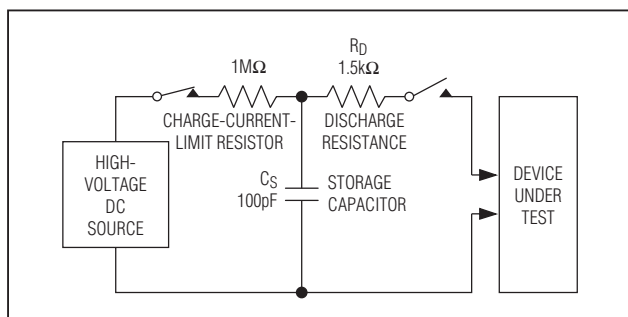 R_D
1MΩ
1.5kΩ
CHARGE-CURRENT-
LIMIT RESISTOR
DISCHARGE
RESISTANCE
HIGH-
VOLTAGE
DC
SOURCE
C_S
100pF
STORAGE
CAPACITOR
DEVICE
UNDER
TEST